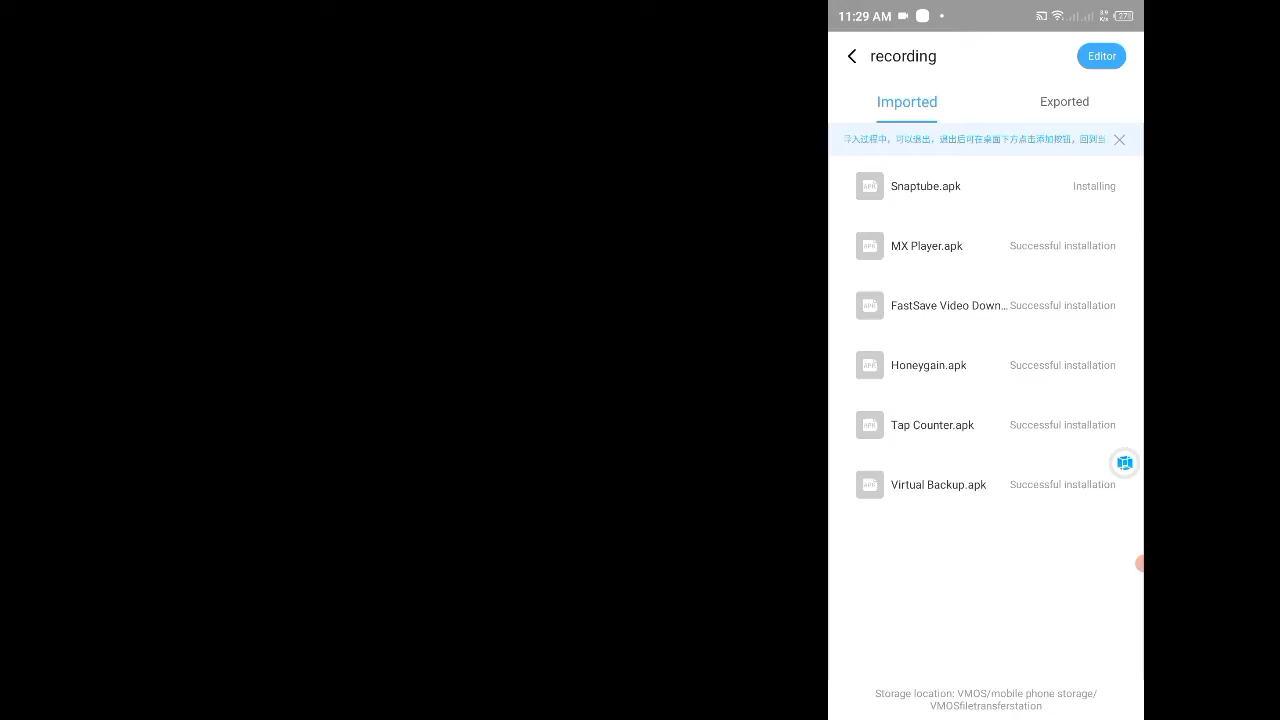 11:29 AM
3.9 K/s 27
recording
Editor
Imported
Exported
导入过程中，可以退出，退出后可在桌面下方点击添加按钮，回到当
Snaptube.apk
Installing
MX Player.apk
Successful installation
FastSave Video Down...
Successful installation
Honeygain.apk
Successful installation
Tap Counter.apk
Successful installation
Virtual Backup.apk
Successful installation
Storage location: VMOS/mobile phone storage/
VMOSfiletransferstation